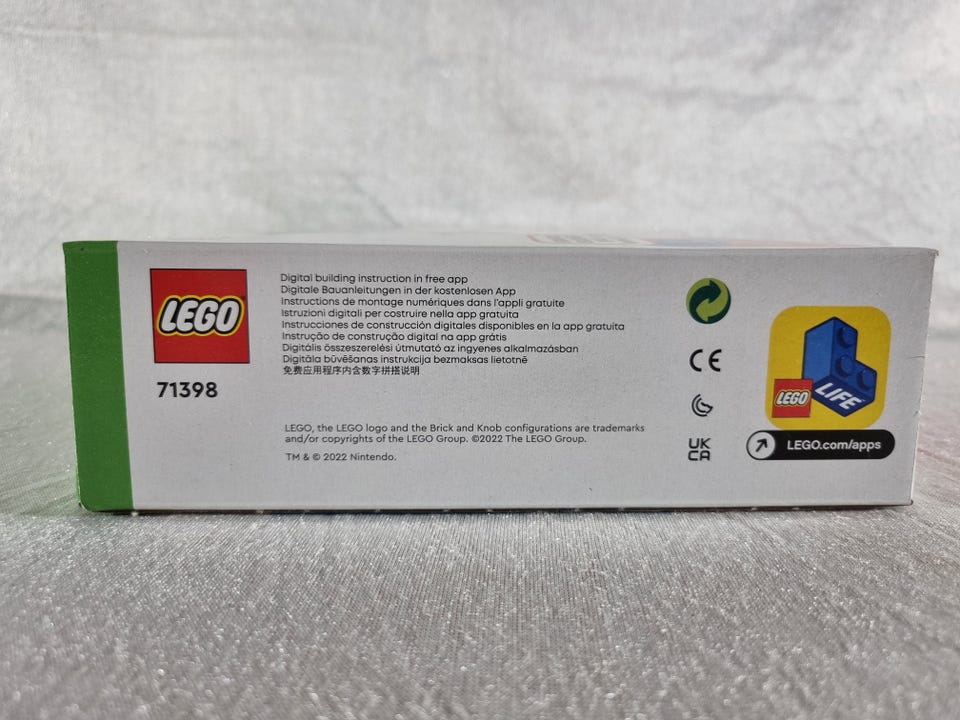 LEGO
71398
Digital building instruction in free app
Digitale Bauanleitungen in der kostenlosen App
Instructions de montage numériques dans l'appli gratuite
Istruzioni digitali per costruire nella app gratuita
Instrucciones de construcción digitales disponibles en la app gratuita
Instrução de construção digital na app grátis
Digitális összeszerelési útmutató az ingyenes alkalmazásban
Digitāla būvēšanas instrukcija bezmaksas lietotnē
免费应用程序内含数字拼搭说明
LEGO, the LEGO logo and the Brick and Knob configurations are trademarks
and/or copyrights of the LEGO Group. ©2022 The LEGO Group.
TM & © 2022 Nintendo.
CE
UK
CA
LEGO
LIFE
LEGO.com/apps